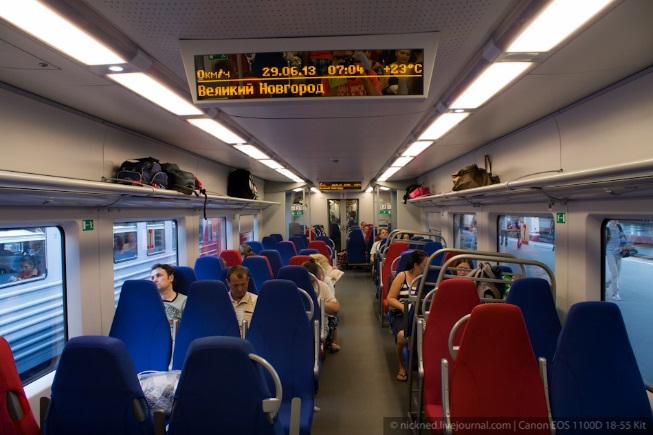 0км/ч 29.06.13 07:04 +23°C
Великий Новгород
© nickned.livejournal.com | Canon EOS 1100D 18-55 Kit